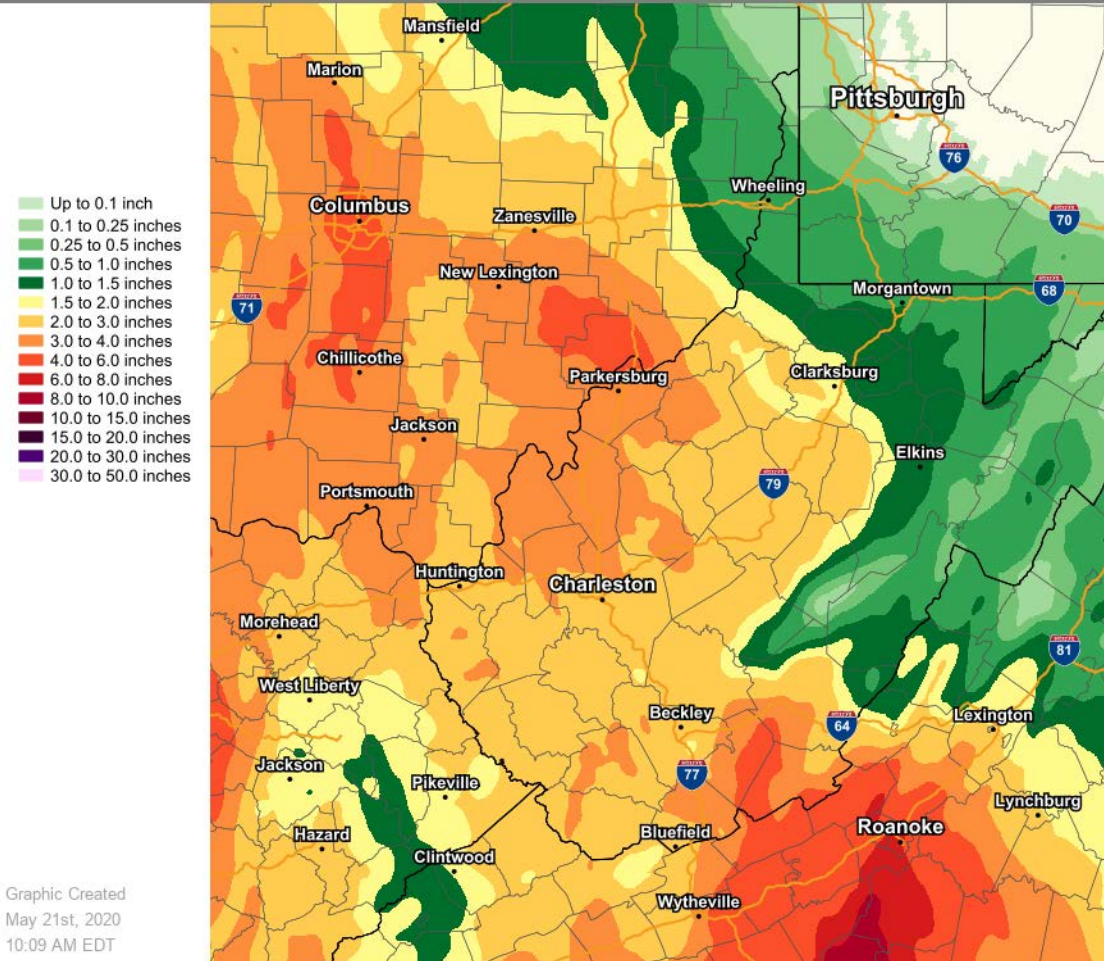 Up to 0.1 inch
0.1 to 0.25 inches
0.25 to 0.5 inches
0.5 to 1.0 inches
1.0 to 1.5 inches
1.5 to 2.0 inches
2.0 to 3.0 inches
3.0 to 4.0 inches
4.0 to 6.0 inches
6.0 to 8.0 inches
8.0 to 10.0 inches
10.0 to 15.0 inches
15.0 to 20.0 inches
20.0 to 30.0 inches
30.0 to 50.0 inches
Graphic Created
May 21st, 2020
10:09 AM EDT
Mansfield
Marion
Pittsburgh
76
Wheeling
Columbus
Zanesville
70
New Lexington
Morgantown
68
71
Chillicothe
Parkersburg
Clarksburg
Jackson
Elkins
79
Portsmouth
Huntington
Charleston
Morehead
81
West Liberty
Beckley
64
Lexington
Jackson
Pikeville
77
Lynchburg
Hazard
Bluefield
Roanoke
Clintwood
Wytheville